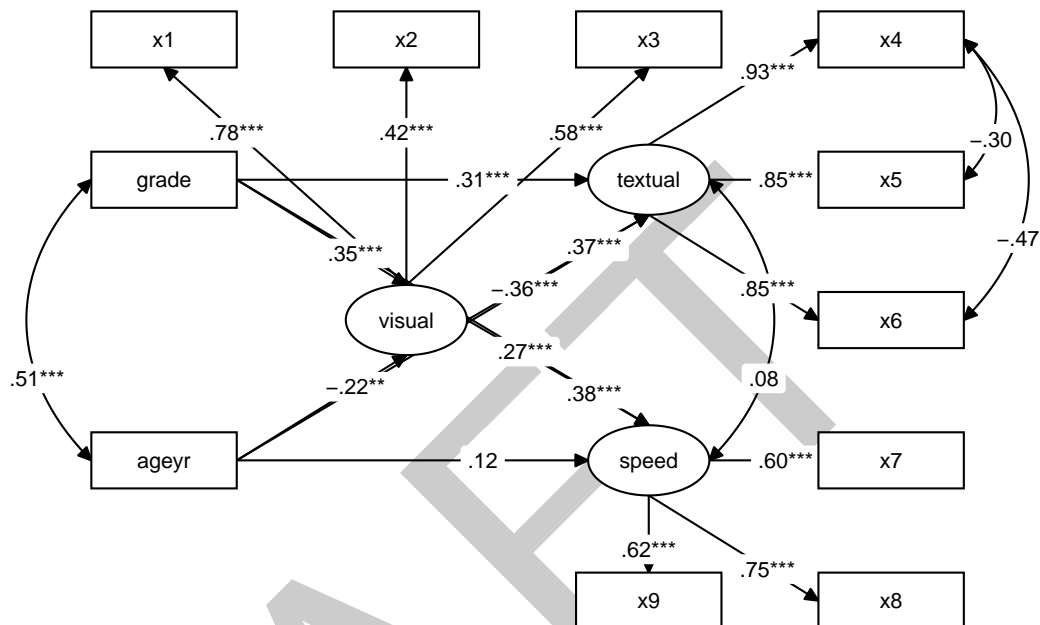 x1
x2
x3
x4
.93***
.78***
.42***
.58***
−.30
grade
.31***
textual
.85***
x5
.35***
.37***
−.47
−.36***
.85***
visual
x6
.27***
.51***
−.22**
.38***
.08
ageyr
.12
speed
.60***
x7
.62***
.75***
x9
x8